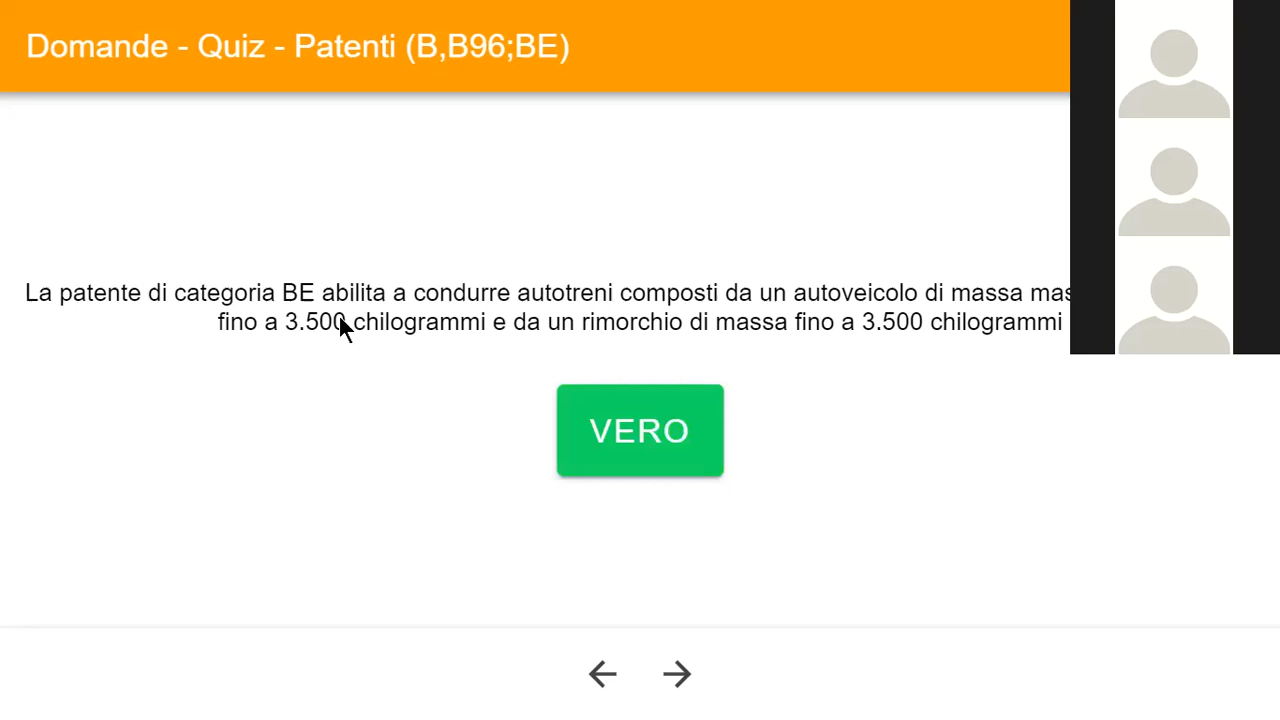 Domande - Quiz - Patenti (B,B96;BE)
La patente di categoria BE abilita a condurre autotreni composti da un autoveicolo di massa
fino a 3.500 chilogrammi e da un rimorchio di massa fino a 3.500 chilogrammi
VERO